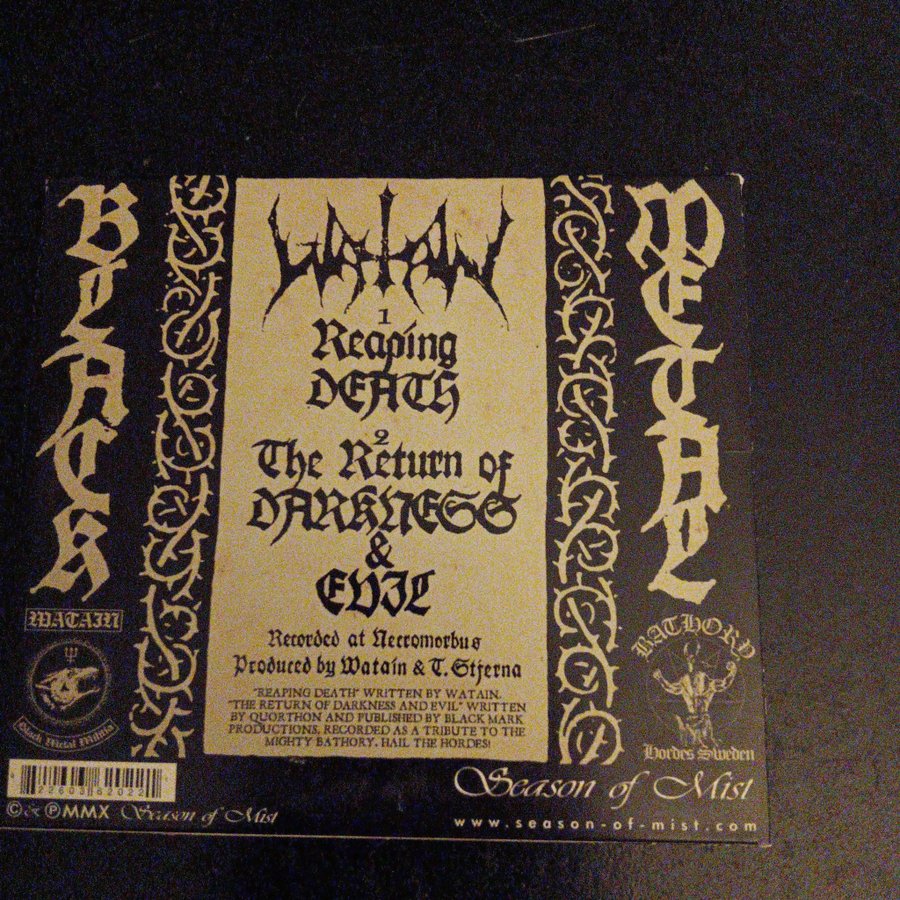 BLACK
METAL
WATAIN
1
Reaping
DEATH
2
The Return of
DARKNESS
&
EVIL
Recorded at Necromorbus
Produced by Watain & T. Stjerna
"REAPING DEATH" WRITTEN BY WATAIN.
"THE RETURN OF DARKNESS AND EVIL" WRITTEN
BY QUORTHON AND PUBLISHED BY BLACK MARK
PRODUCTIONS, RECORDED AS A TRIBUTE TO THE
MIGHTY BATHORY. HAIL THE HORDES!
WATAIN
Black Metal Militia
BATHORY
Hordes Sweden
Season of Mist
www.season-of-mist.com
©&℗MMX Season of Mist